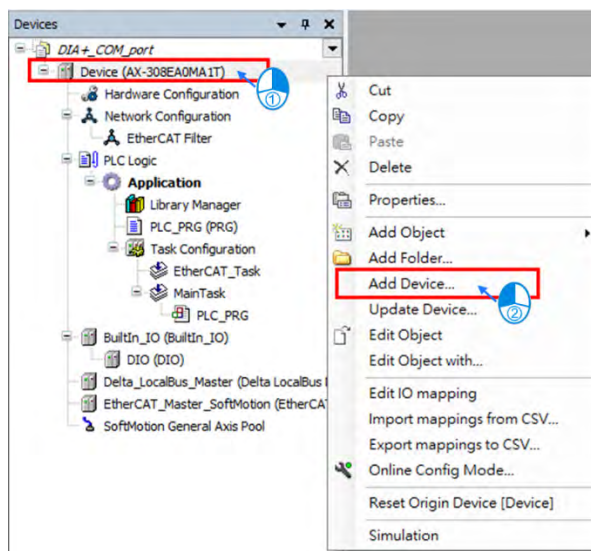 Devices
DIA+_COM_port
Device (AX-308EA0MA1T)
①
Hardware Configuration
Network Configuration
EtherCAT Filter
PLC Logic
Application
Library Manager
PLC_PRG (PRG)
Task Configuration
EtherCAT_Task
MainTask
PLC_PRG
BuiltIn_IO (BuiltIn_IO)
DIO (DIO)
Delta_LocalBus_Master (Delta LocalBus
EtherCAT_Master_SoftMotion (EtherCA
SoftMotion General Axis Pool
Cut
Copy
Paste
Delete
Properties...
Add Object
Add Folder...
Add Device...
②
Update Device...
Edit Object
Edit Object with...
Edit IO mapping
Import mappings from CSV...
Export mappings to CSV...
Online Config Mode...
Reset Origin Device [Device]
Simulation